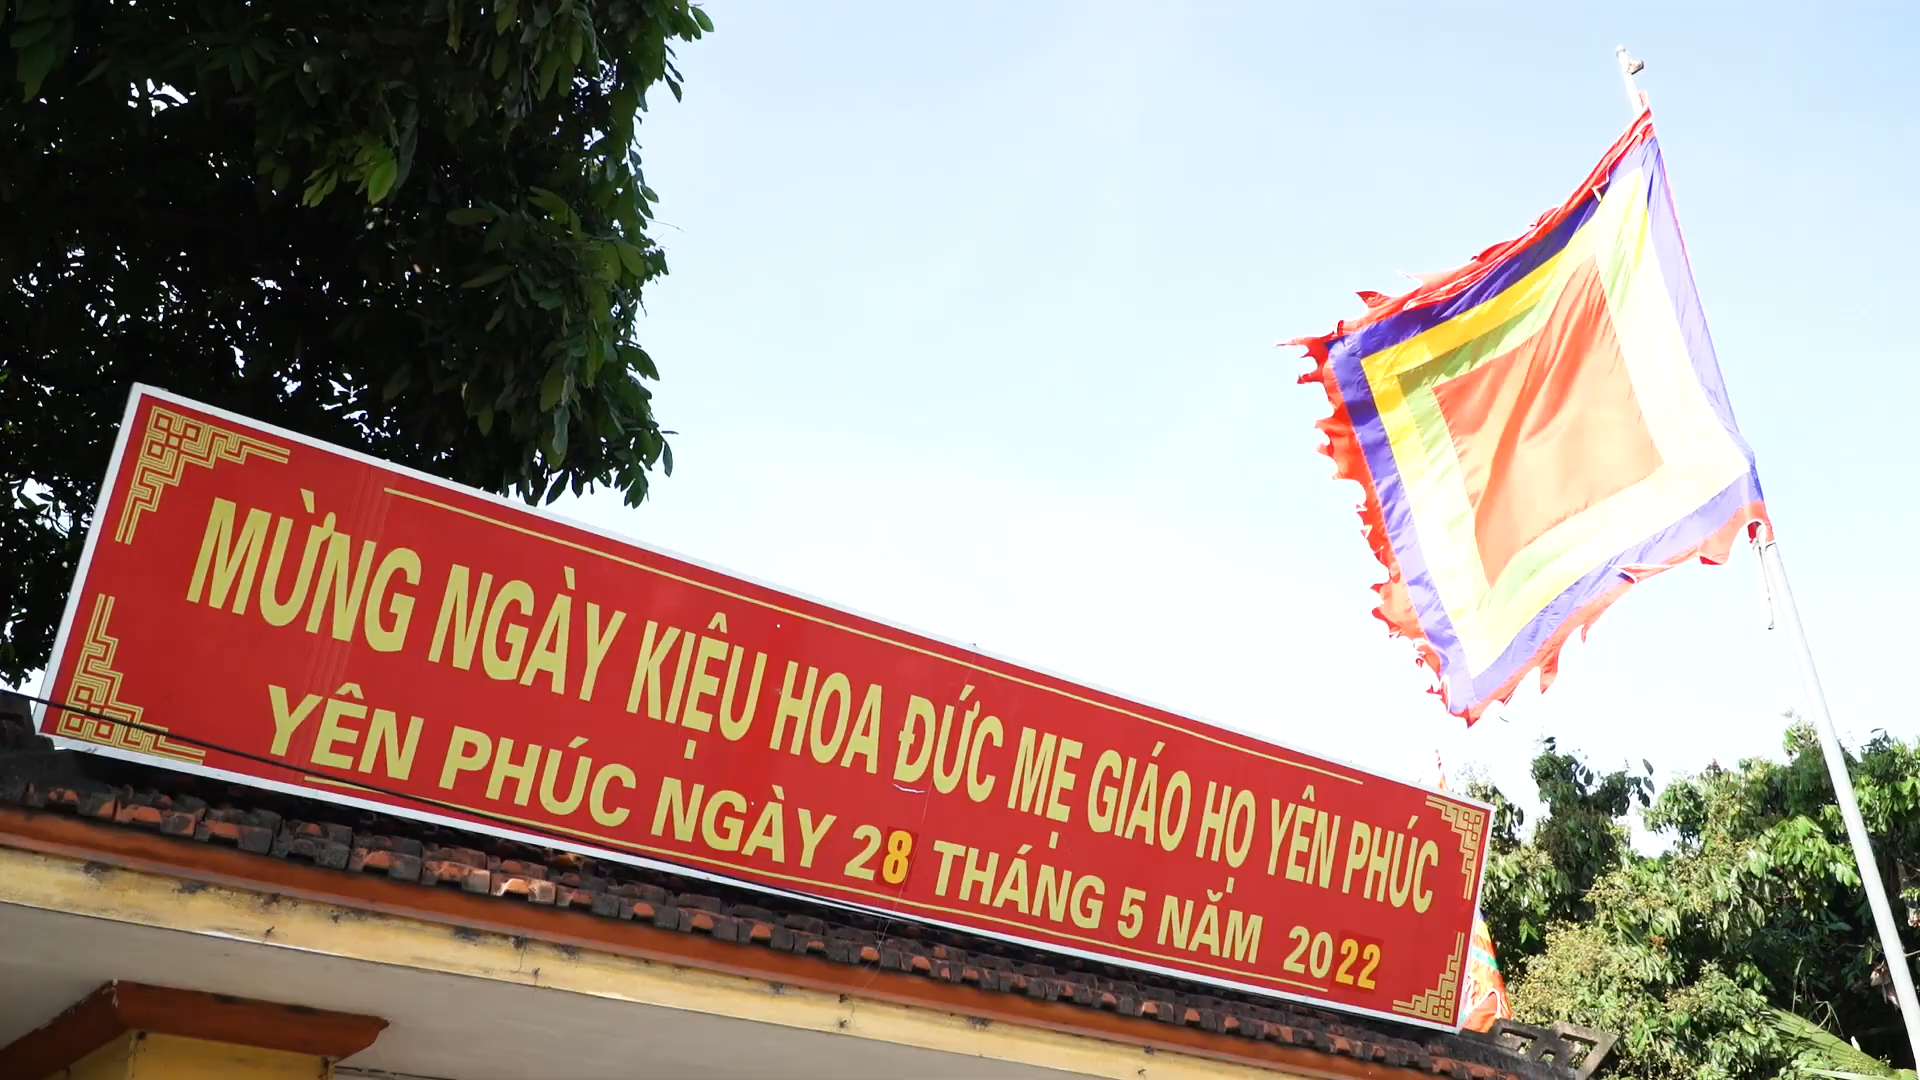 MỪNG NGÀY KIỆU HOA ĐỨC MẸ GIÁO HỌ YÊN PHÚC
YÊN PHÚC NGÀY 28 THÁNG 5 NĂM 2022